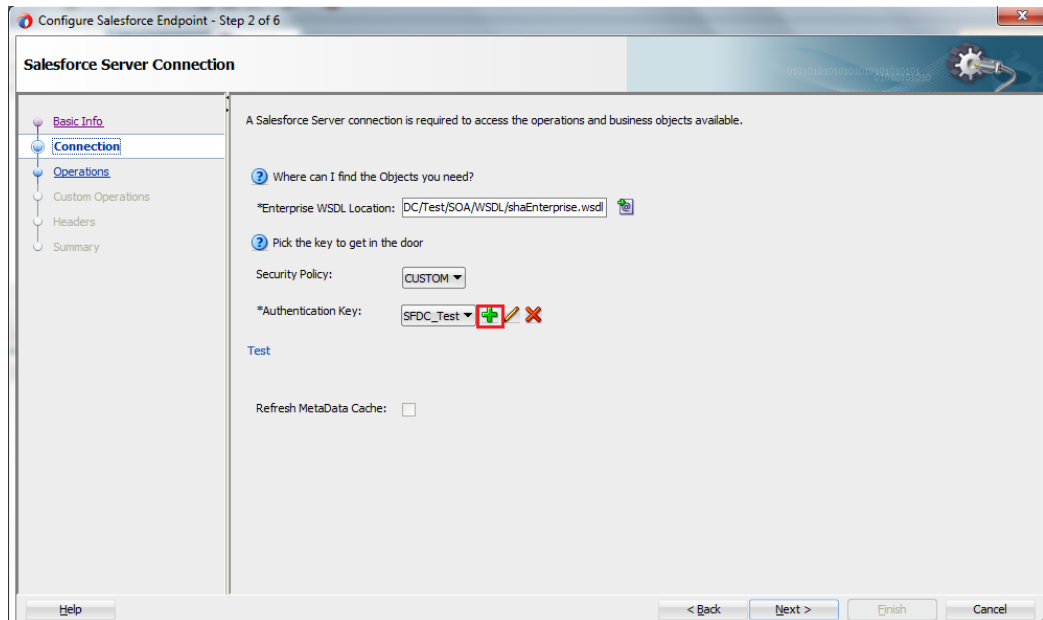 Configure Salesforce Endpoint - Step 2 of 6
Salesforce Server Connection
Basic Info
Connection
Operations
Custom Operations
Headers
Summary
A Salesforce Server connection is required to access the operations and business objects available.
Where can I find the Objects you need?
*Enterprise WSDL Location: DC/Test/SOA/WSDL/shaEnterprise.wsdl
Pick the key to get in the door
Security Policy: CUSTOM
*Authentication Key: SFDC_Test
Test
Refresh MetaData Cache:
Help < Back Next > Finish Cancel